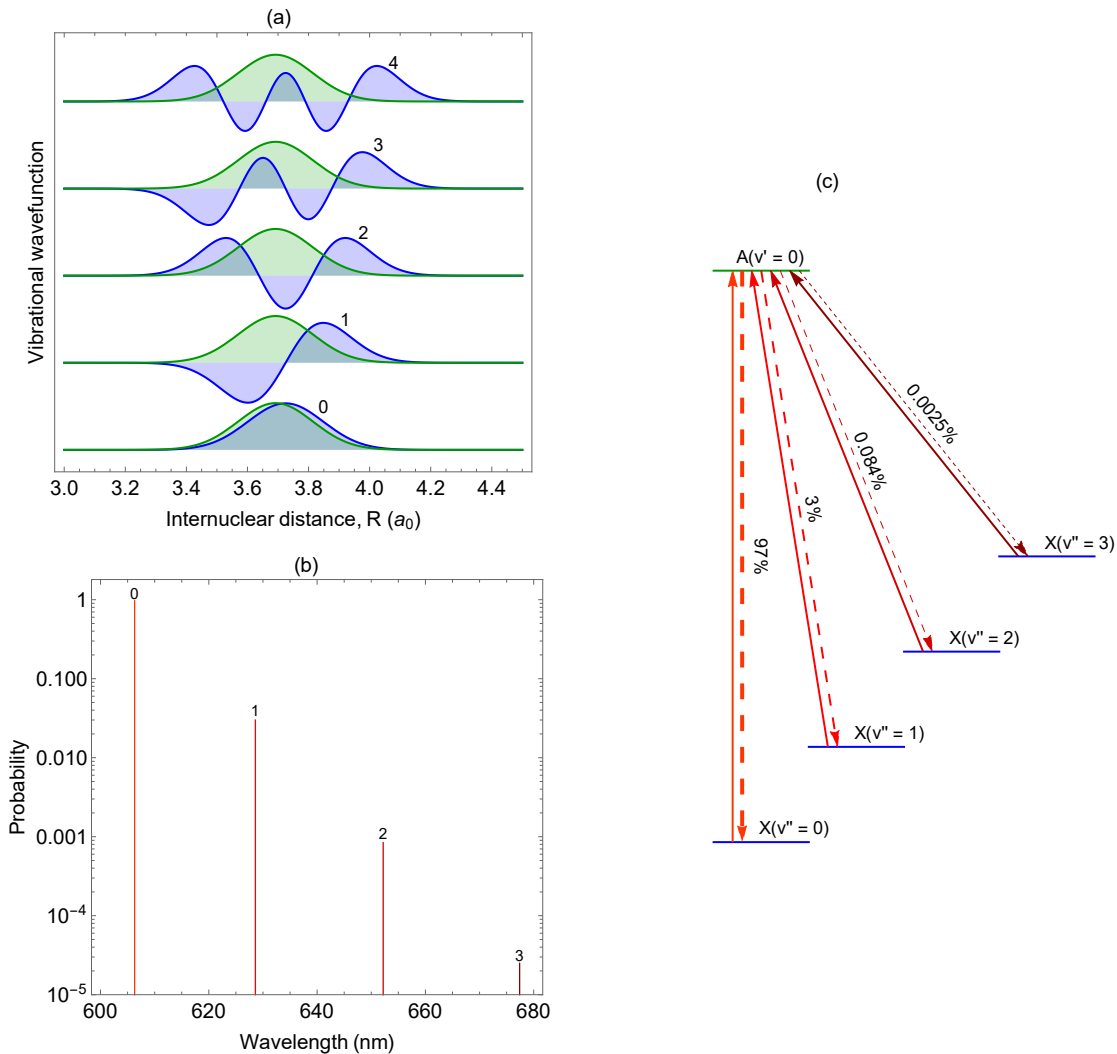 (a)
Vibrational wavefunction
4
3
2
1
0
3.0 3.2 3.4 3.6 3.8 4.0 4.2 4.4
Internuclear distance, R (a₀)
(b)
Probability
1
0.100
0.010
0.001
10⁻⁴
10⁻⁵
0
1
2
3
600 620 640 660 680
Wavelength (nm)
(c)
A(v' = 0)
0.0025%
0.084%
3%
97%
X(v'' = 3)
X(v'' = 2)
X(v'' = 1)
X(v'' = 0)